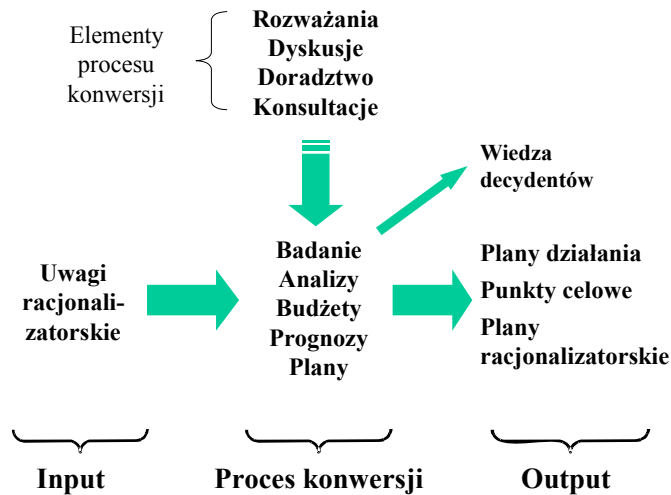 Elementy
procesu
konwersji
Rozważania
Dyskusje
Doradztwo
Konsultacje
Wiedza
decydentów
Uwagi
racjonali-
zatorskie
Badanie
Analizy
Budżety
Prognozy
Plany
Plany działania
Punkty celowe
Plany
racjonalizatorskie
Input
Proces konwersji
Output